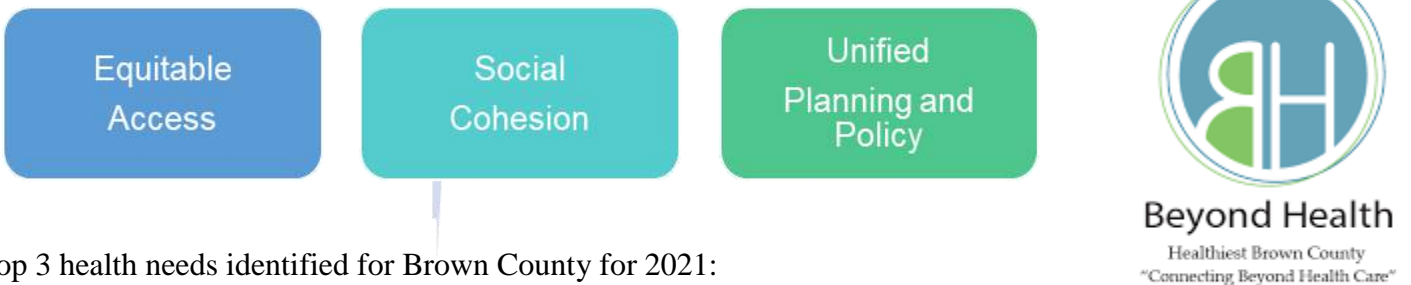 Equitable
Access
Social
Cohesion
Unified
Planning and
Policy
BH
Beyond Health
Healthiest Brown County
"Connecting Beyond Health Care"
op 3 health needs identified for Brown County for 2021: